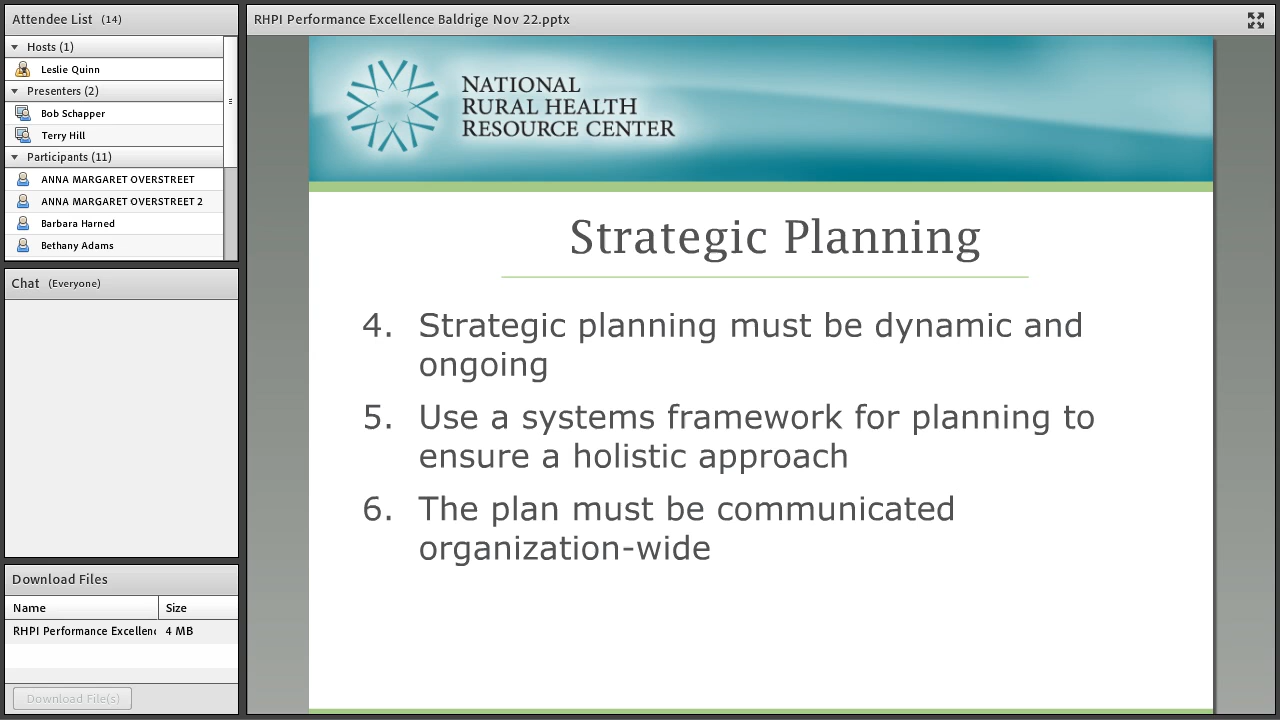 Attendee List (14)
Hosts (1)
Leslie Quinn
Presenters (2)
Bob Schapper
Terry Hill
Participants (11)
ANNA MARGARET OVERSTREET
ANNA MARGARET OVERSTREET 2
Barbara Harned
Bethany Adams
Chat (Everyone)
Download Files
Name Size
RHPI Performance Excellenc 4 MB
Download File(s)
RHPI Performance Excellence Baldrige Nov 22.pptx
NATIONAL
RURAL HEALTH
RESOURCE CENTER
Strategic Planning
4. Strategic planning must be dynamic and
ongoing
5. Use a systems framework for planning to
ensure a holistic approach
6. The plan must be communicated
organization-wide